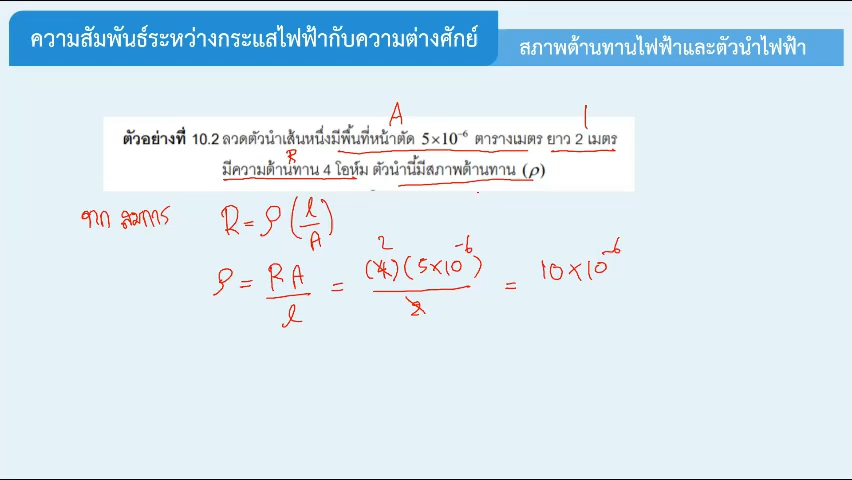 ความสัมพันธ์ระหว่างกระแสไฟฟ้ากับความต่างศักย์
สภาพต้านทานไฟฟ้าและตัวนำไฟฟ้า
A l
ตัวอย่างที่ 10.2 ลวดตัวนำเส้นหนึ่งมีพื้นที่หน้าตัด 5×10⁻⁶ ตารางเมตร ยาว 2 เมตร
R
มีความด้านทาน 4 โอห์ม ตัวนำนี้มีสภาพด้านทาน (ρ)
จาก สมการ R = ρ (l/A)
ρ = RA/l = (4)(5×10⁻⁶)/2 = 10×10⁻⁶
2